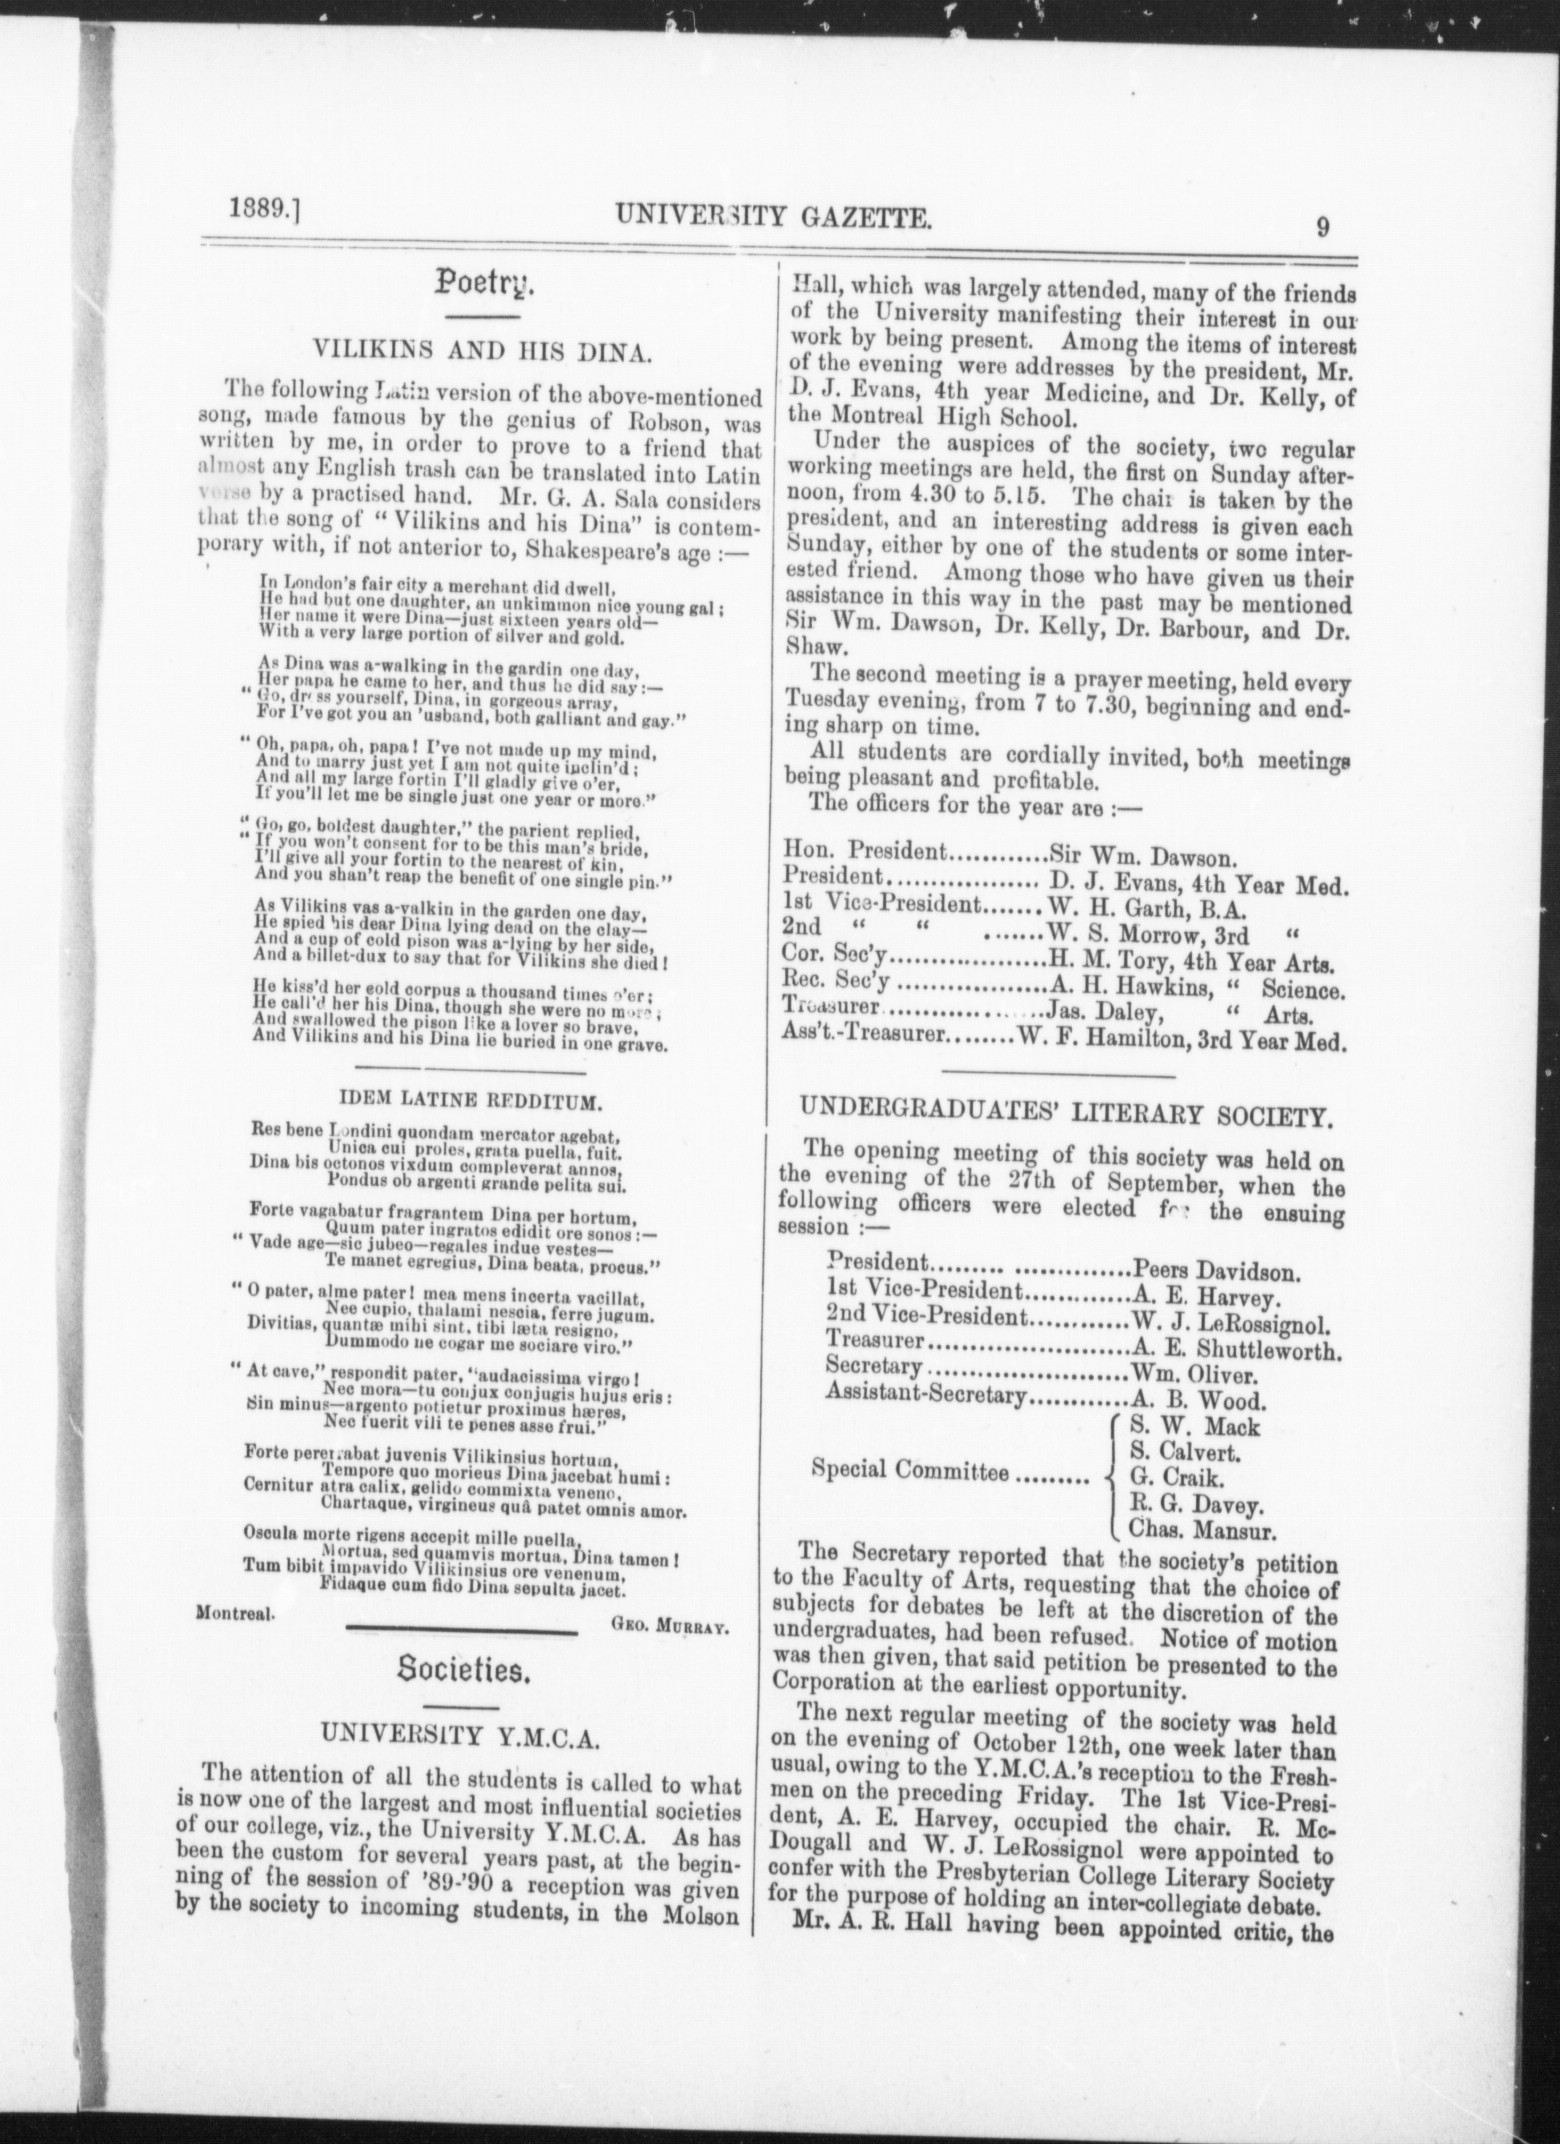 1889.]
UNIVERSITY GAZETTE.
9
Poetry.
VILIKINS AND HIS DINA.
The following Latin version of the above-mentioned
song, made famous by the genius of Robson, was
written by me, in order to prove to a friend that
almost any English trash can be translated into Latin
verse by a practised hand. Mr. G. A. Sala considers
that the song of “ Vilikins and his Dina” is contem-
porary with, if not anterior to, Shakespeare's age :—
In London's fair city a merchant did dwell,
He had but one daughter, an unkimmon nice young gal ;
Her name it were Dina—just sixteen years old—
With a very large portion of silver and gold.
As Dina was a-walking in the gardin one day,
Her papa he came to her, and thus he did say :—
“ Go, dress yourself, Dina, in gorgeous array,
For I've got you an 'usband, both galliant and gay.”
“ Oh, papa, oh, papa ! I've not made up my mind,
And to marry just yet I am not quite inclin'd ;
And all my large fortin I'll gladly give o'er,
If you'll let me be single just one year or more.”
“ Go, go, boldest daughter,” the parient replied,
“ If you won't consent for to be this man's bride,
I'll give all your fortin to the nearest of kin,
And you shan't reap the benefit of one single pin.”
As Vilikins vas a-valkin in the garden one day,
He spied his dear Dina lying dead on the clay—
And a cup of cold pison was a-lying by her side,
And a billet-dux to say that for Vilikins she died !
He kiss'd her cold corpus a thousand times o'er ;
He call'd her his Dina, though she were no more ;
And swallowed the pison like a lover so brave,
And Vilikins and his Dina lie buried in one grave.
IDEM LATINE REDDITUM.
Res bene Londini quondam mercator agebat,
Unica cui proles, grata puella, fuit.
Dina bis octonos vixdum compleverat annos,
Pondus ob argenti grande pelita sui.
Forte vagabatur fragrantem Dina per hortum,
Quum pater ingratos edidit ore sonos :—
“ Vade age—sic jubeo—regales indue vestes—
Te manet egregius, Dina beata, procus.”
“ O pater, alme pater ! mea mens incerta vacillat,
Nec cupio, thalami nescia, ferre jugum.
Divitias, quantæ mihi sint, tibi læta resigno,
Dummodo ne cogar me sociare viro.”
“ At cave,” respondit pater, “audacissima virgo !
Nec mora—tu conjux conjugis hujus eris :
Sin minus—argento potietur proximus hæres,
Nec fuerit vili te penes asse frui.”
Forte pererrabat juvenis Vilikinsius hortum,
Tempore quo morieus Dina jacebat humi :
Cernitur atra calix, gelido commixta veneno,
Chartaque, virgineus quâ patet omnis amor.
Oscula morte rigens accepit mille puella,
Mortua, sed quamvis mortua, Dina tamen !
Tum bibit impavido Vilikinsius ore venenum,
Fidaque cum fido Dina sepulta jacet.
Montreal.
GEO. MURRAY.
Societies.
UNIVERSITY Y.M.C.A.
The attention of all the students is called to what
is now one of the largest and most influential societies
of our college, viz., the University Y.M.C.A. As has
been the custom for several years past, at the begin-
ning of the session of '89-'90 a reception was given
by the society to incoming students, in the Molson
Hall, which was largely attended, many of the friends
of the University manifesting their interest in our
work by being present. Among the items of interest
of the evening were addresses by the president, Mr.
D. J. Evans, 4th year Medicine, and Dr. Kelly, of
the Montreal High School.
Under the auspices of the society, two regular
working meetings are held, the first on Sunday after-
noon, from 4.30 to 5.15. The chair is taken by the
president, and an interesting address is given each
Sunday, either by one of the students or some inter-
ested friend. Among those who have given us their
assistance in this way in the past may be mentioned
Sir Wm. Dawson, Dr. Kelly, Dr. Barbour, and Dr.
Shaw.
The second meeting is a prayer meeting, held every
Tuesday evening, from 7 to 7.30, beginning and end-
ing sharp on time.
All students are cordially invited, both meetings
being pleasant and profitable.
The officers for the year are :—
Hon. President............Sir Wm. Dawson.
President.................. D. J. Evans, 4th Year Med.
1st Vice-President.......W. H. Garth, B.A.
2nd “ “ .......W. S. Morrow, 3rd “
Cor. Sec'y...................H. M. Tory, 4th Year Arts.
Rec. Sec'y ..................A. H. Hawkins, “ Science.
Treasurer....................Jas. Daley, “ Arts.
Ass't.-Treasurer........W. F. Hamilton, 3rd Year Med.
UNDERGRADUATES' LITERARY SOCIETY.
The opening meeting of this society was held on
the evening of the 27th of September, when the
following officers were elected for the ensuing
session :—
President......... ..............Peers Davidson.
1st Vice-President.............A. E. Harvey.
2nd Vice-President............W. J. LeRossignol.
Treasurer........................A. E. Shuttleworth.
Secretary........................Wm. Oliver.
Assistant-Secretary............A. B. Wood.
S. W. Mack
S. Calvert.
Special Committee ......... { G. Craik.
R. G. Davey.
Chas. Mansur.
The Secretary reported that the society's petition
to the Faculty of Arts, requesting that the choice of
subjects for debates be left at the discretion of the
undergraduates, had been refused. Notice of motion
was then given, that said petition be presented to the
Corporation at the earliest opportunity.
The next regular meeting of the society was held
on the evening of October 12th, one week later than
usual, owing to the Y.M.C.A.'s reception to the Fresh-
men on the preceding Friday. The 1st Vice-Presi-
dent, A. E. Harvey, occupied the chair. R. Mc-
Dougall and W. J. LeRossignol were appointed to
confer with the Presbyterian College Literary Society
for the purpose of holding an inter-collegiate debate.
Mr. A. R. Hall having been appointed critic, the